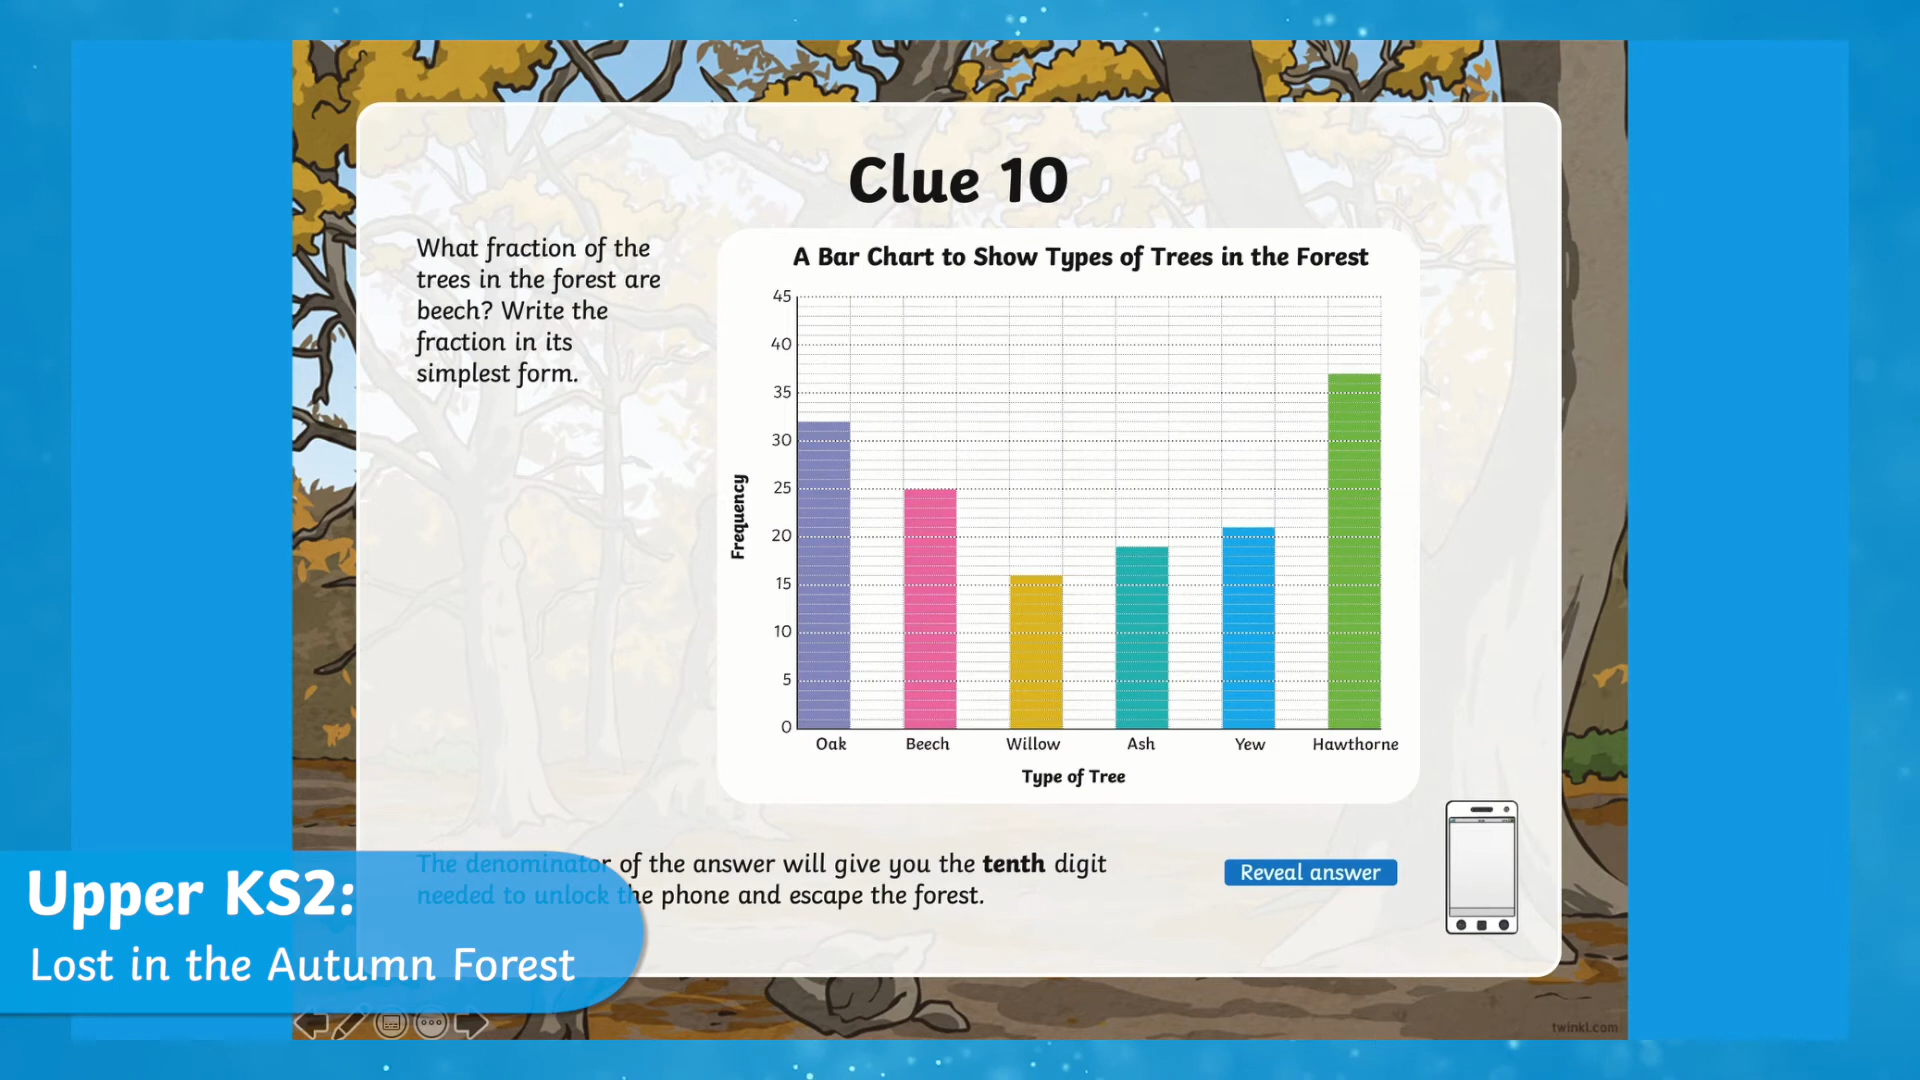 Clue 10
What fraction of the
trees in the forest are
beech? Write the
fraction in its
simplest form.
A Bar Chart to Show Types of Trees in the Forest
45
40
35
30
25
20
15
10
5
0
Frequency
Oak Beech Willow Ash Yew Hawthorne
Type of Tree
The denominator of the answer will give you the tenth digit
needed to unlock the phone and escape the forest.
Reveal answer
Upper KS2:
Lost in the Autumn Forest
twinkl.com